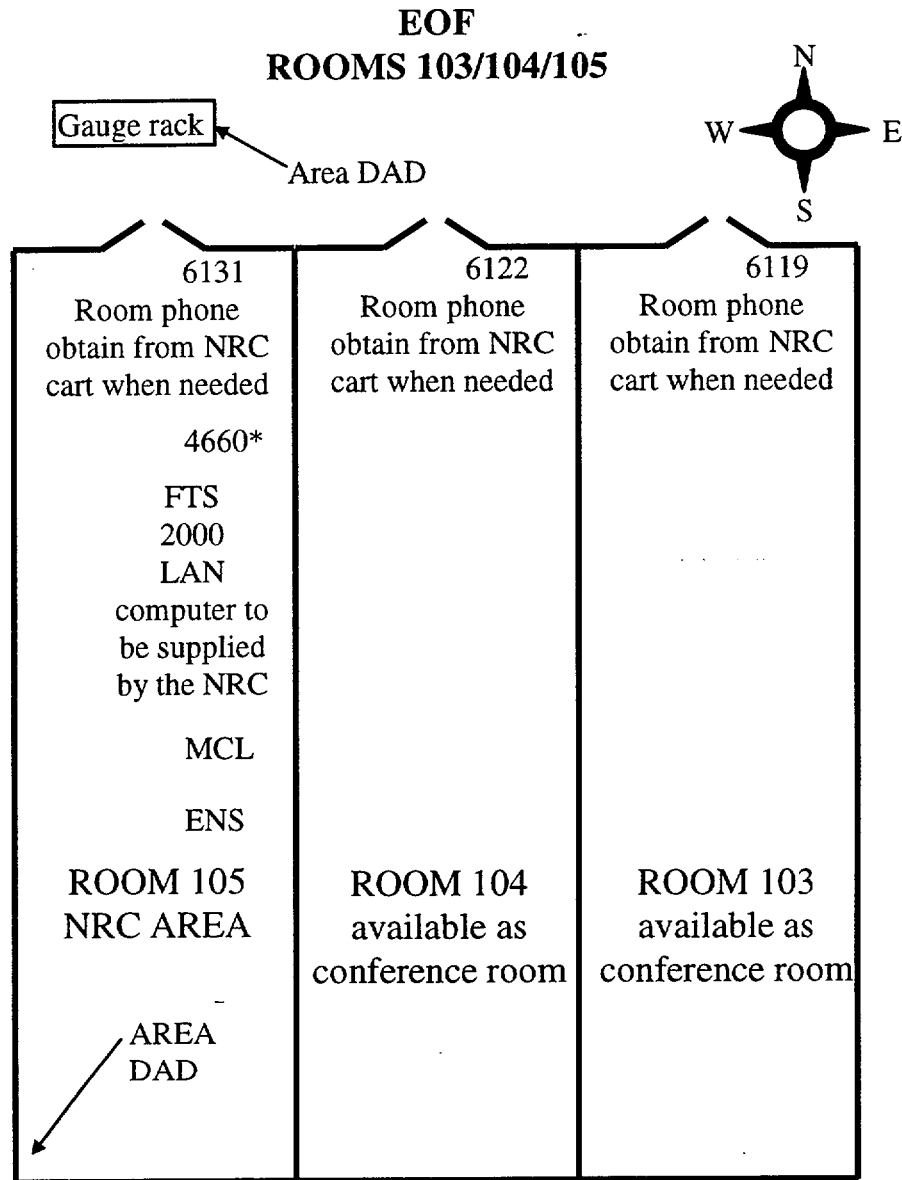 EOF
ROOMS 103/104/105
N
W
E
S
Gauge rack
Area DAD
6131
Room phone
obtain from NRC
cart when needed
4660*
FTS
2000
LAN
computer to
be supplied
by the NRC
MCL
ENS
ROOM 105
NRC AREA
AREA
DAD
6122
Room phone
obtain from NRC
cart when needed
ROOM 104
available as
conference room
6119
Room phone
obtain from NRC
cart when needed
ROOM 103
available as
conference room